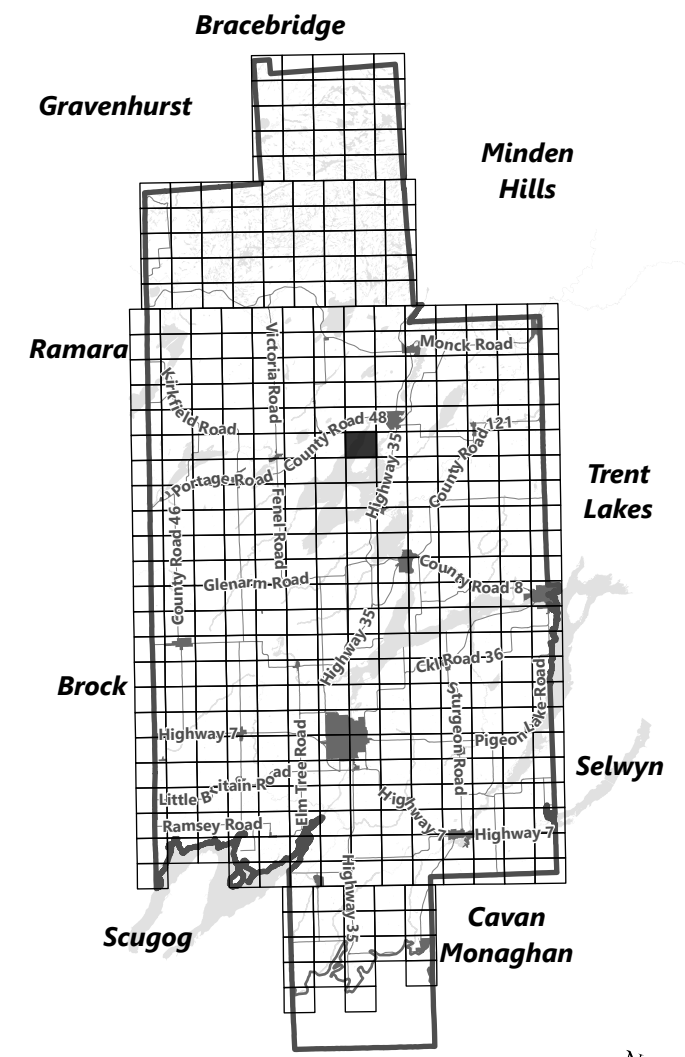 Bracebridge
Gravenhurst
Minden
Hills
Ramara
Monck Road
Victoria Road
Kirkfield Road
County Road 48
County Road 121
Highway 35
Portage Road
Trent
Lakes
Fenel Road
County Road 46
County Road 8
Glenarm Road
Highway 35
Ckl Road 36
Brock
Sturgeon Road
Pigeon Lake Road
Highway 7
Elm Tree Road
Selwyn
Little Britain Road
Highway 7
Highway 7
Ramsey Road
Highway 35
Scugog
Cavan
Monaghan
N